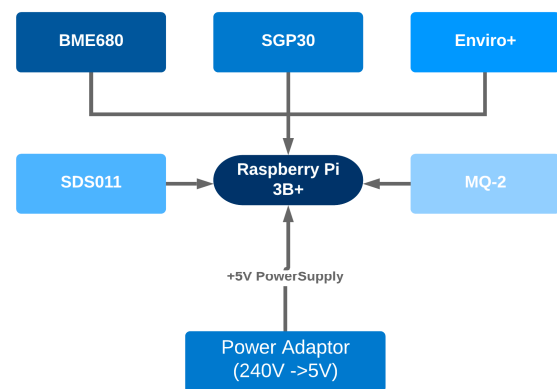 BME680
SGP30
Enviro+
SDS011
Raspberry Pi
3B+
MQ-2
+5V PowerSupply
Power Adaptor
(240V ->5V)